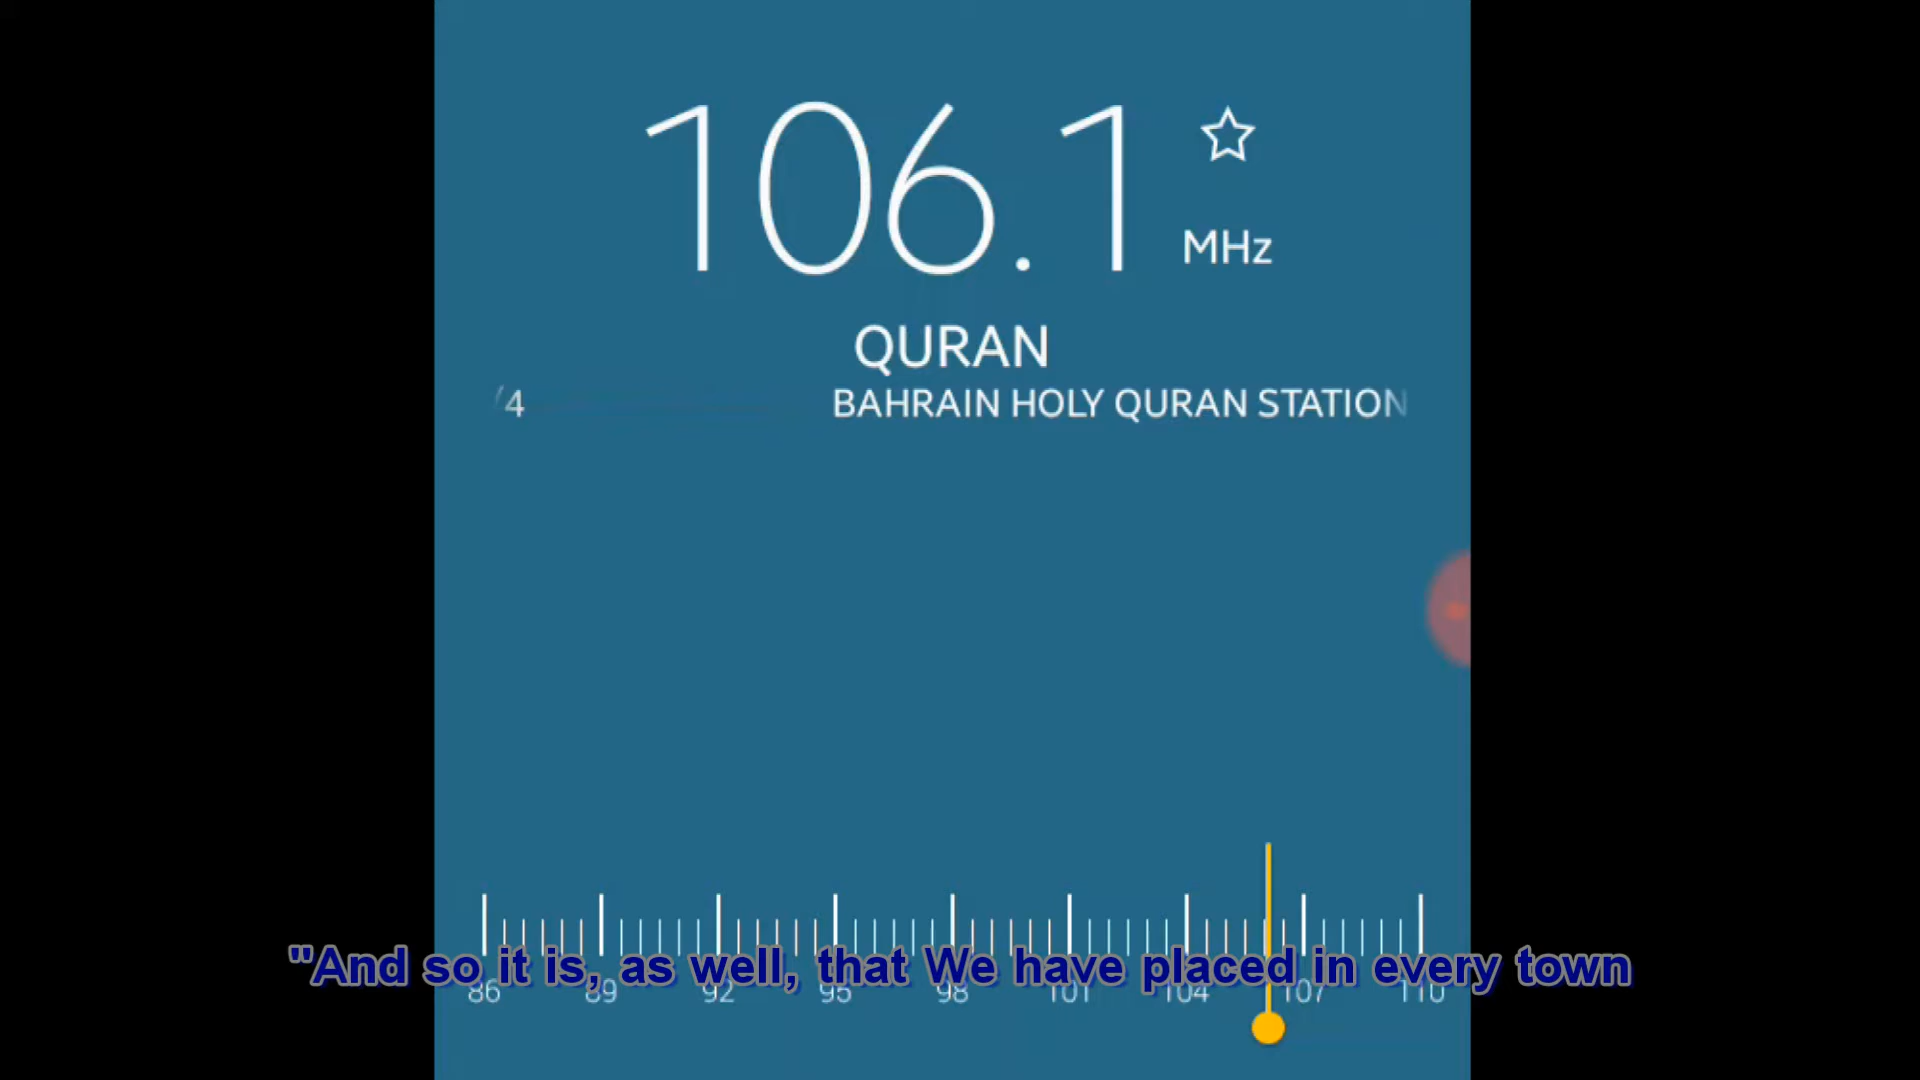 106.1
MHz
QURAN
/4 BAHRAIN HOLY QURAN STATION
"And so it is, as well, that We have placed in every town
86 89 92 95 98 101 104 107 110